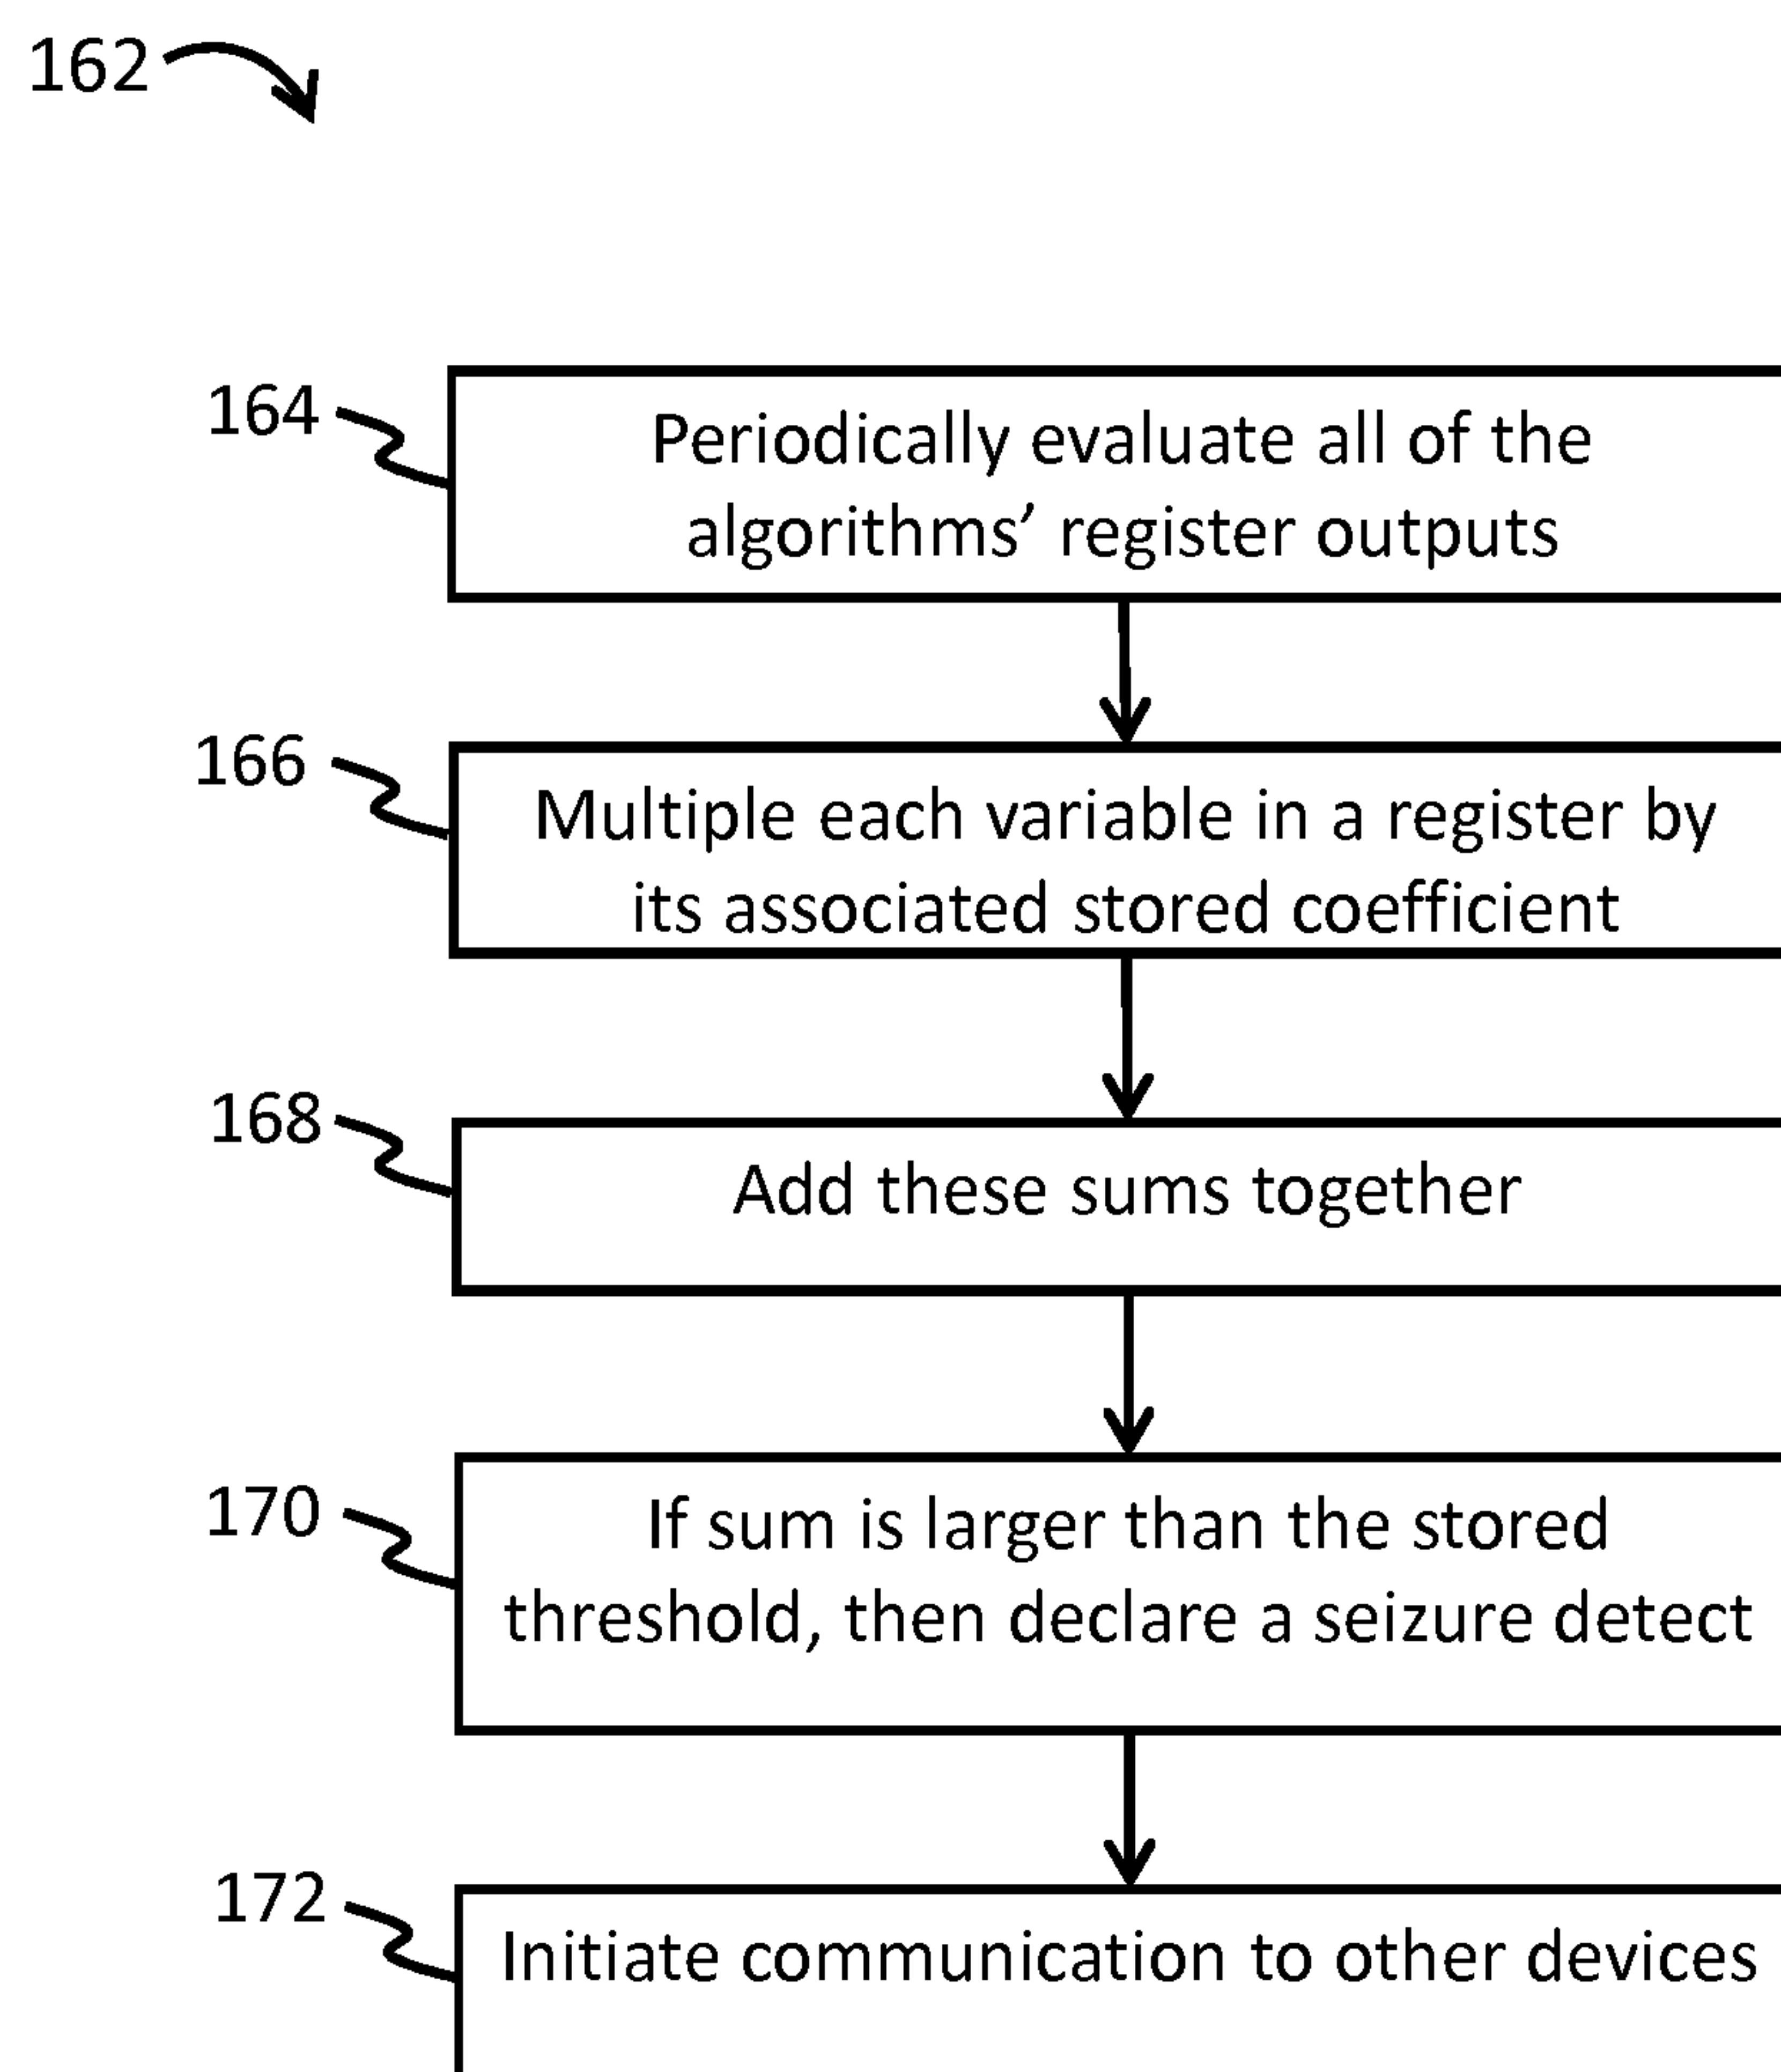 162
164
Periodically evaluate all of the
algorithms’ register outputs
166
Multiple each variable in a register by
its associated stored coefficient
168
Add these sums together
170
If sum is larger than the stored
threshold, then declare a seizure detect
172
Initiate communication to other devices